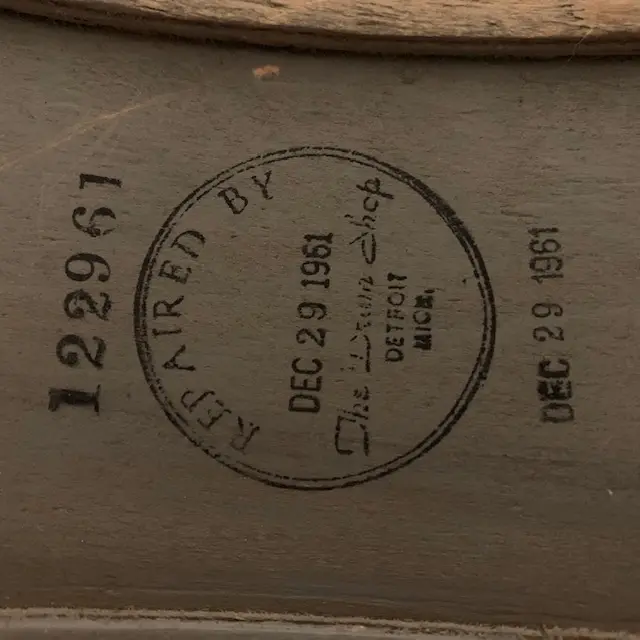 122961
REPAIRED BY
DEC 29 1961
The Drum Shop
DETROIT
MICH.
DEC 29 1961